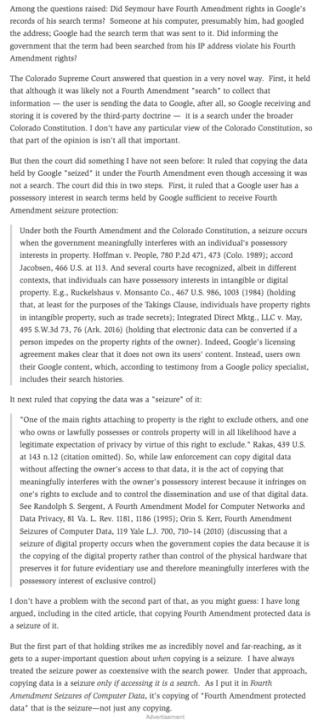 Among the questions raised: Did Seymour have Fourth Amendment rights in Google's
records of his search terms?  Someone at his computer, presumably him, had googled
the address; Google had the search term that was sent to it. Did informing the
government that the term had been searched from his IP address violate his Fourth
Amendment rights?
The Colorado Supreme Court answered that question in a very novel way.  First, it held
that although it was likely not a Fourth Amendment "search" to collect that
information — the user is sending the data to Google, after all, so Google receiving and
storing it is covered by the third-party doctrine —  it is a search under the broader
Colorado Constitution. I don't have any particular view of the Colorado Constitution, so
that part of the opinion is isn't all that important.
But then the court did something I have not seen before: It ruled that copying the data
held by Google "seized" it under the Fourth Amendment even though accessing it was
not a search. The court did this in two steps.  First, it ruled that a Google user has a
possessory interest in search terms held by Google sufficient to receive Fourth
Amendment seizure protection:
Under both the Fourth Amendment and the Colorado Constitution, a seizure occurs
when the government meaningfully interferes with an individual's possessory
interests in property. Hoffman v. People, 780 P.2d 471, 473 (Colo. 1989); accord
Jacobsen, 466 U.S. at 113. And several courts have recognized, albeit in different
contexts, that individuals can have possessory interests in intangible or digital
property. E.g., Ruckelshaus v. Monsanto Co., 467 U.S. 986, 1003 (1984) (holding
that, at least for the purposes of the Takings Clause, individuals have property rights
in intangible property, such as trade secrets); Integrated Direct Mktg., LLC v. May,
495 S.W.3d 73, 76 (Ark. 2016) (holding that electronic data can be converted if a
person impedes on the property rights of the owner). Indeed, Google's licensing
agreement makes clear that it does not own its users' content. Instead, users own
their Google content, which, according to testimony from a Google policy specialist,
includes their search histories.
It next ruled that copying the data was a "seizure" of it:
"One of the main rights attaching to property is the right to exclude others, and one
who owns or lawfully possesses or controls property will in all likelihood have a
legitimate expectation of privacy by virtue of this right to exclude." Rakas, 439 U.S.
at 143 n.12 (citation omitted). So, while law enforcement can copy digital data
without affecting the owner's access to that data, it is the act of copying that
meaningfully interferes with the owner's possessory interest because it infringes on
one's rights to exclude and to control the dissemination and use of that digital data.
See Randolph S. Sergent, A Fourth Amendment Model for Computer Networks and
Data Privacy, 81 Va. L. Rev. 1181, 1186 (1995); Orin S. Kerr, Fourth Amendment
Seizures of Computer Data, 119 Yale L.J. 700, 710–14 (2010) (discussing that a
seizure of digital property occurs when the government copies the data because it is
the copying of the digital property rather than control of the physical hardware that
preserves it for future evidentiary use and therefore meaningfully interferes with the
possessory interest of exclusive control)
I don't have a problem with the second part of that, as you might guess: I have long
argued, including in the cited article, that copying Fourth Amendment protected data is
a seizure of it.
But the first part of that holding strikes me as incredibly novel and far-reaching, as it
gets to a super-important question about when copying is a seizure.  I have always
treated the seizure power as coextensive with the search power.  Under that approach,
copying data is a seizure only if accessing it is a search.  As I put it in Fourth
Amendment Seizures of Computer Data, it's copying of "Fourth Amendment protected
data" that is the seizure—not just any copying.
Advertisement